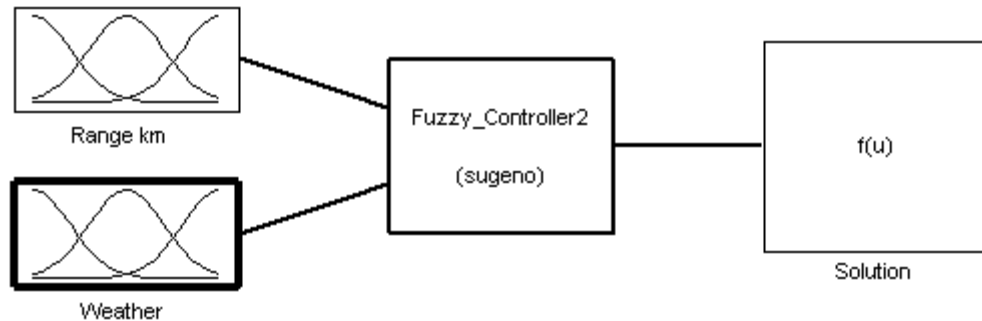 Range km
Weather
Fuzzy_Controller2
(sugeno)
f(u)
Solution